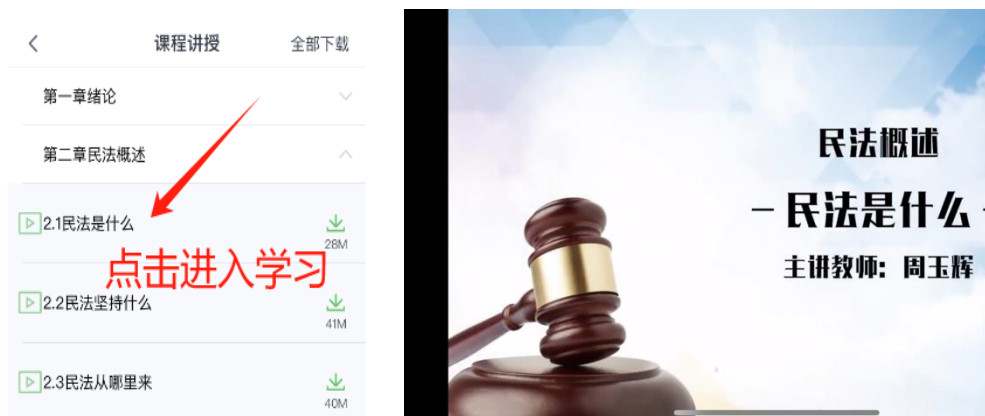 课程讲授
全部下载
第一章绪论
第二章民法概述
2.1民法是什么
28M
点击进入学习
2.2民法坚持什么
41M
2.3民法从哪里来
40M
民法概述
– 民法是什么 -
主讲教师：周玉辉